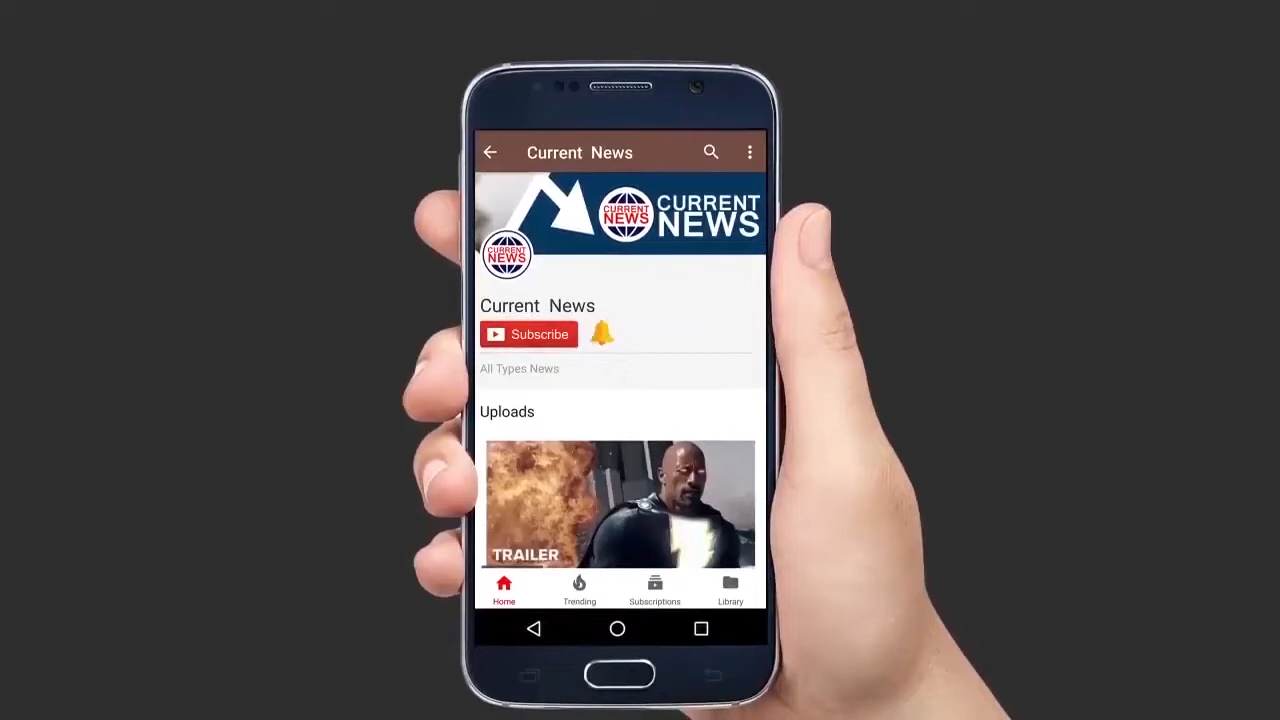 Current News
CURRENT
NEWS
CURRENT
NEWS
CURRENT
NEWS
Current News
Subscribe
All Types News
Uploads
TRAILER
Home
Trending
Subscriptions
Library